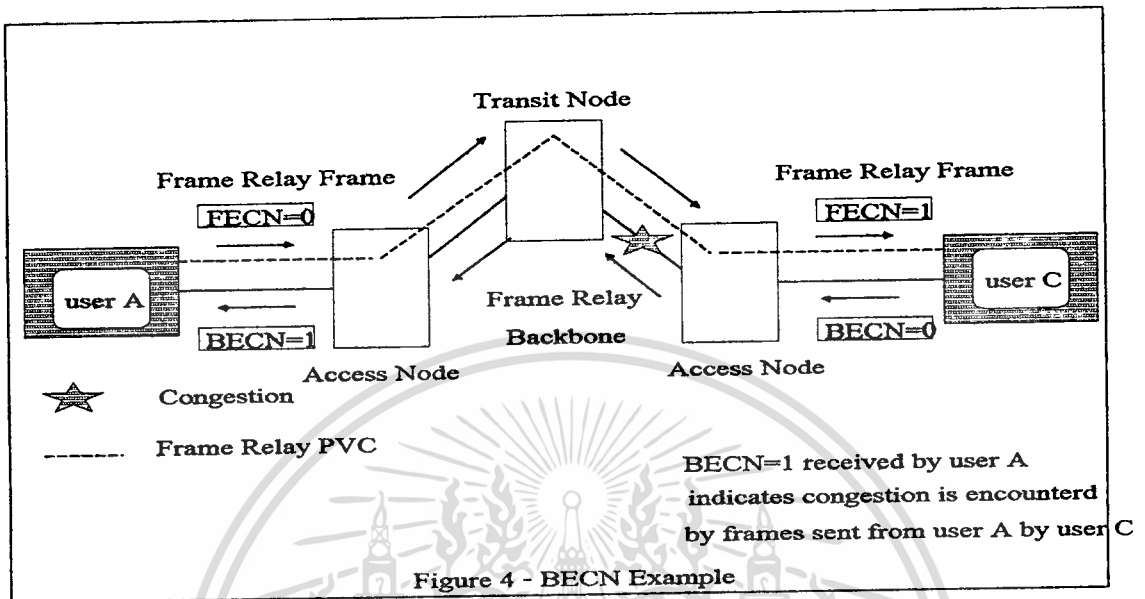 Transit Node
Frame Relay Frame
Frame Relay Frame
FECN=0
FECN=1
user A
user C
Frame Relay
BECN=1
Backbone
BECN=0
Access Node
Access Node
Congestion
Frame Relay PVC
BECN=1 received by user A
indicates congestion is encounterd
by frames sent from user A by user C
Figure 4 - BECN Example